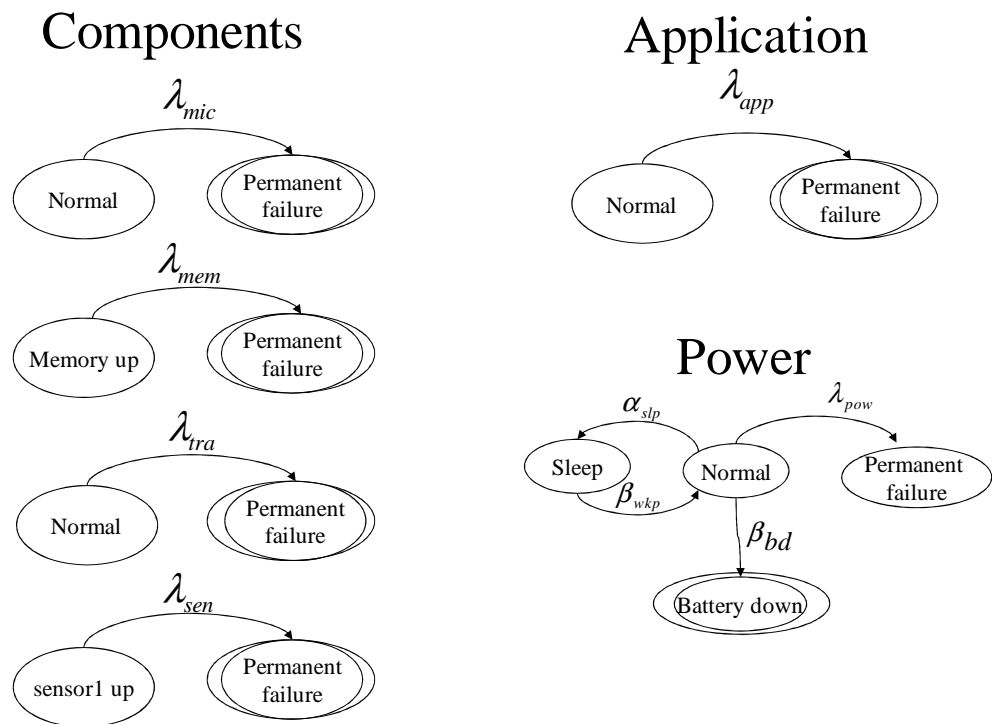 Components
λmic
Normal
Permanent
failure
λmem
Memory up
Permanent
failure
λtra
Normal
Permanent
failure
λsen
sensor1 up
Permanent
failure
Application
λapp
Normal
Permanent
failure
Power
αslp
λpow
Sleep
Normal
Permanent
failure
βwkp
βbd
Battery down